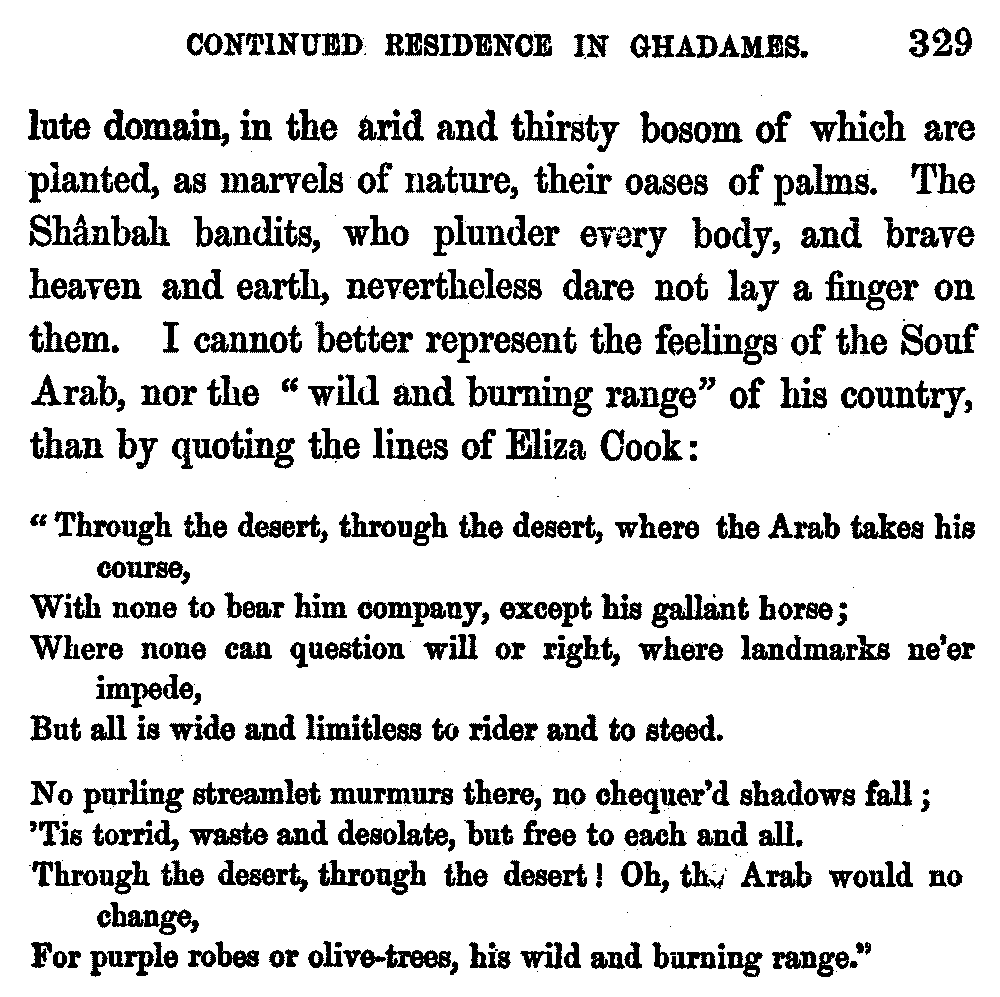 CONTINUED RESIDENCE IN GHADAMES. 329
lute domain, in the arid and thirsty bosom of which are
planted, as marvels of nature, their oases of palms. The
Shânbah bandits, who plunder every body, and brave
heaven and earth, nevertheless dare not lay a finger on
them. I cannot better represent the feelings of the Souf
Arab, nor the “ wild and burning range” of his country,
than by quoting the lines of Eliza Cook:
“ Through the desert, through the desert, where the Arab takes his
course,
With none to bear him company, except his gallant horse;
Where none can question will or right, where landmarks ne'er
impede,
But all is wide and limitless to rider and to steed.
No purling streamlet murmurs there, no chequer'd shadows fall ;
'Tis torrid, waste and desolate, but free to each and all.
Through the desert, through the desert ! Oh, the Arab would no
change,
For purple robes or olive-trees, his wild and burning range.”